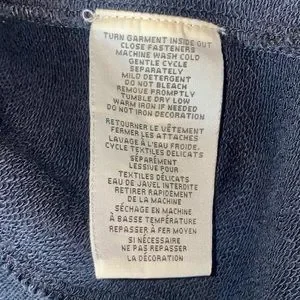 TURN GARMENT INSIDE OUT
CLOSE FASTENERS
MACHINE WASH COLD
GENTLE CYCLE
SEPARATELY
MILD DETERGENT
DO NOT BLEACH
REMOVE PROMPTLY
TUMBLE DRY LOW
WARM IRON IF NEEDED
DO NOT IRON DECORATION
RETOURNER LE VÊTEMENT
FERMER LES ATTACHES
LAVAGE À L'EAU FROIDE.
CYCLE TEXTILES DÉLICATS
SÉPARÉMENT
LESSIVE POUR
TEXTILES DÉLICATS
EAU DE JAVEL INTERDITE
RETIRER RAPIDEMENT
DE LA MACHINE
SÉCHAGE EN MACHINE
À BASSE TEMPÉRATURE
REPASSER À FER MOYEN
SI NÉCESSAIRE
NE PAS REPASSER
LA DÉCORATION